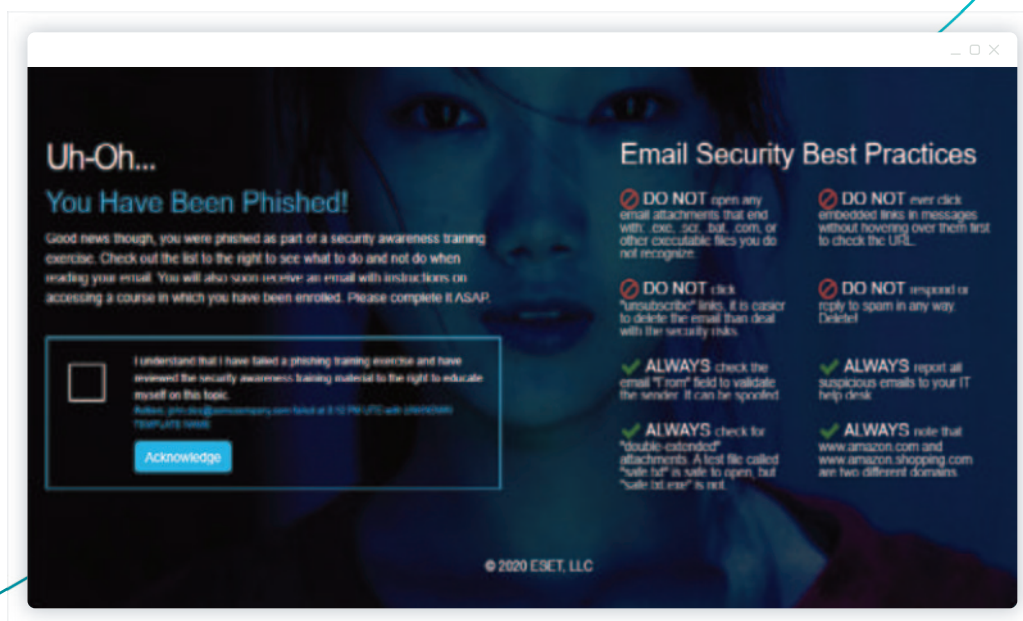 Uh-Oh...
You Have Been Phished!
Good news though, you were phished as part of a security awareness training
exercise. Check out the list to the right to see what to do and not do when
reading your email. You will also soon receive an email with instructions on
accessing a course in which you have been enrolled. Please complete it ASAP.
I understand that I have failed a phishing training exercise and have
reviewed the security awareness training material to the right to educate
myself on this topic.
failed at 8:12 PM UTC with UNKNOWN
TEMPLATE NAME
Acknowledge
Email Security Best Practices
DO NOT open any
email attachments that end
with: .exe, .scr, .bat, .com, or
other executable files you do
not recognize.
DO NOT ever click
embedded links in messages
without hovering over them first
to check the URL.
DO NOT click
"unsubscribe" links, it is easier
to delete the email than deal
with the security risks.
DO NOT respond or
reply to spam in any way.
Delete!
ALWAYS check the
email "From" field to validate
the sender. It can be spoofed
ALWAYS report all
suspicious emails to your IT
help desk
ALWAYS check for
"double-extended"
attachments. A text file called
"safe.txt" is safe to open, but
"safe.txt.exe" is not.
ALWAYS note that
www.amazon.com and
www.amazon.shopping.com
are two different domains.
© 2020 ESET, LLC